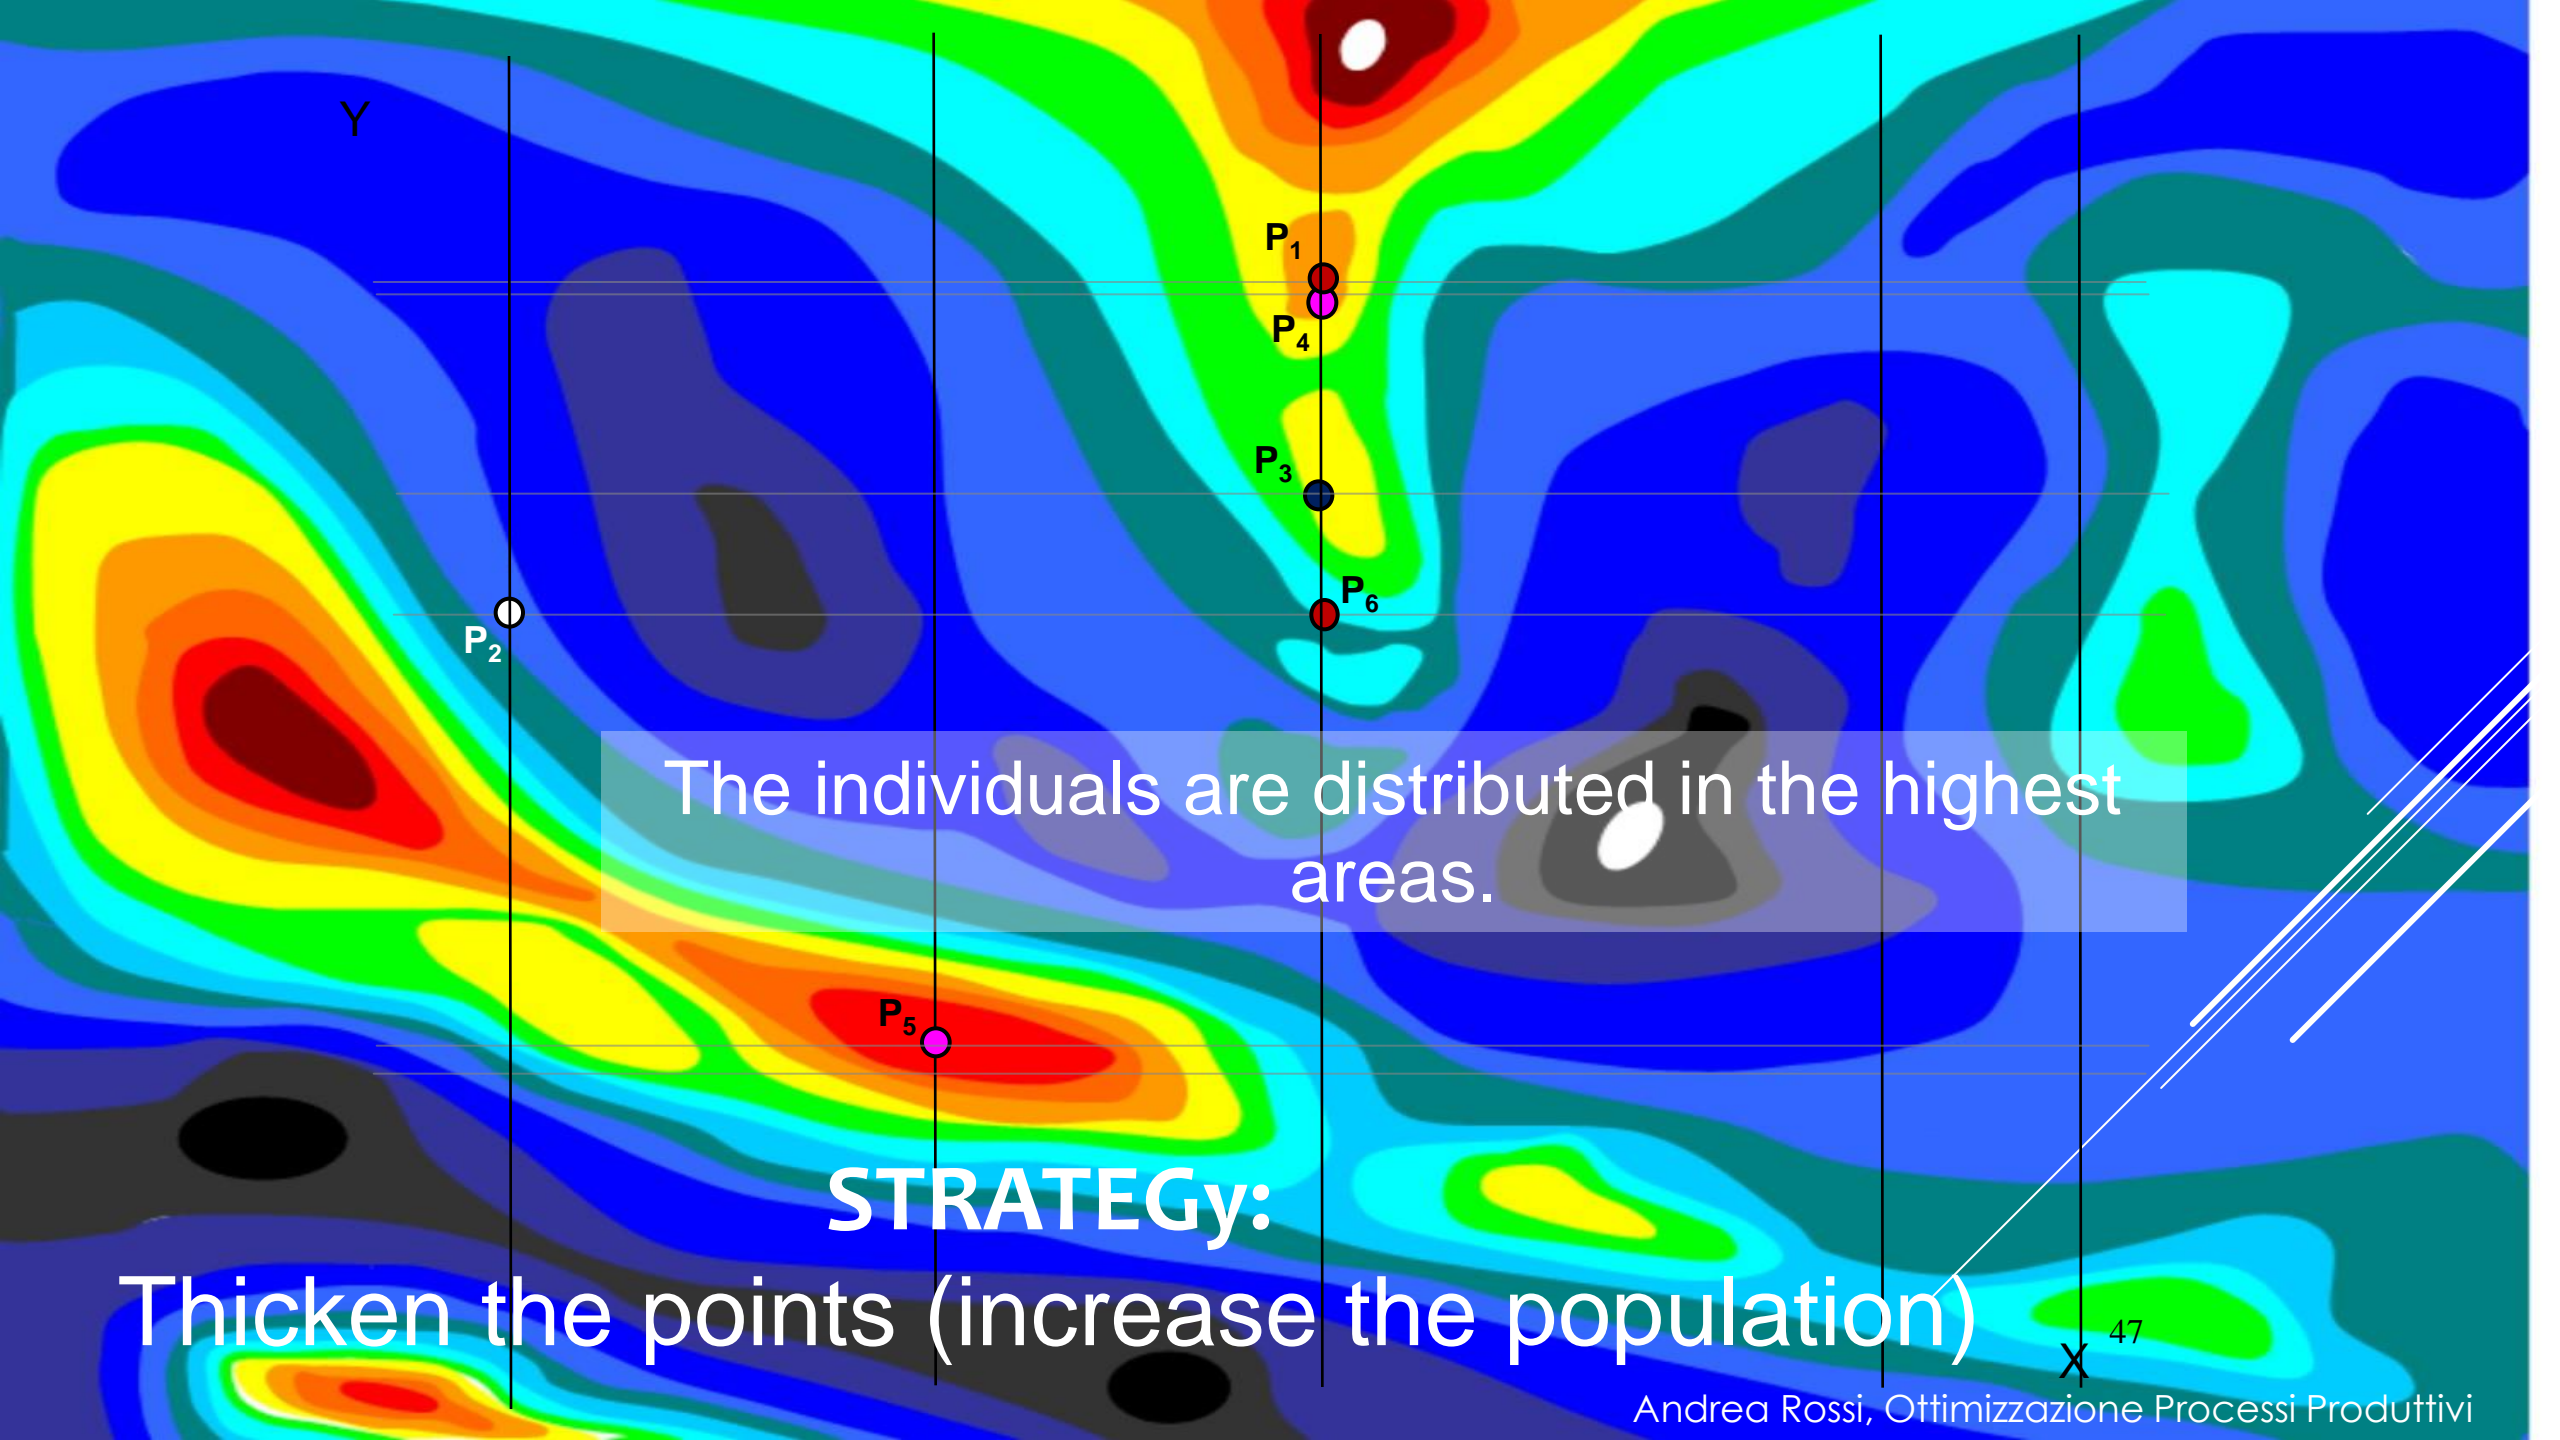 Y
P1
P4
P3
P6
P2
The individuals are distributed in the highest
areas.
P5
STRATEGy:
Thicken the points (increase the population)
47
X
Andrea Rossi, Ottimizzazione Processi Produttivi